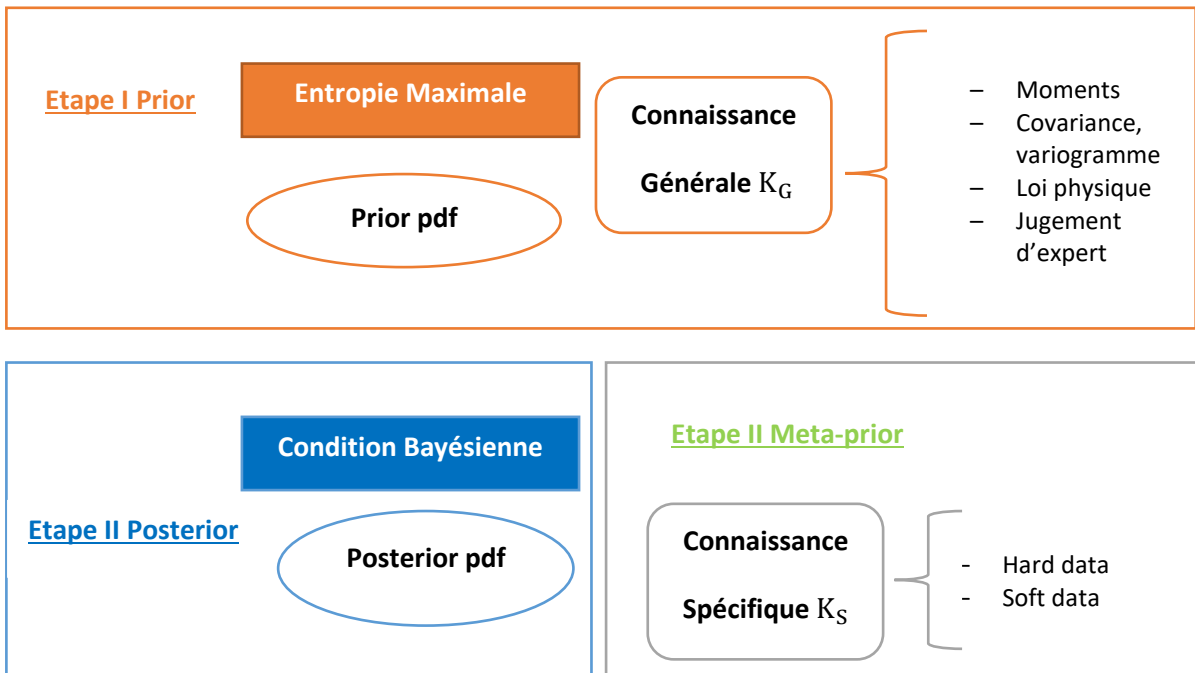 Etape I Prior
Entropie Maximale
Prior pdf
Connaissance
Générale K_G
– Moments
– Covariance,
variogramme
– Loi physique
– Jugement
d'expert
Condition Bayésienne
Etape II Posterior
Posterior pdf
Etape II Meta-prior
Connaissance
Spécifique K_S
- Hard data
- Soft data